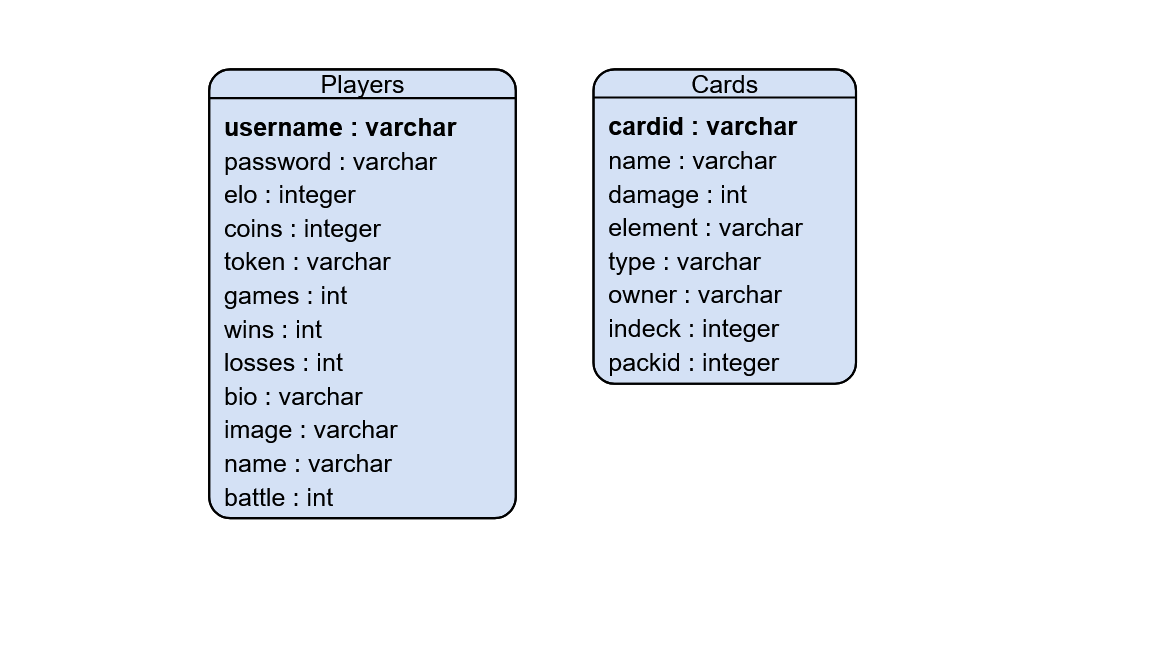 Players
username : varchar
password : varchar
elo : integer
coins : integer
token : varchar
games : int
wins : int
losses : int
bio : varchar
image : varchar
name : varchar
battle : int
Cards
cardid : varchar
name : varchar
damage : int
element : varchar
type : varchar
owner : varchar
indeck : integer
packid : integer